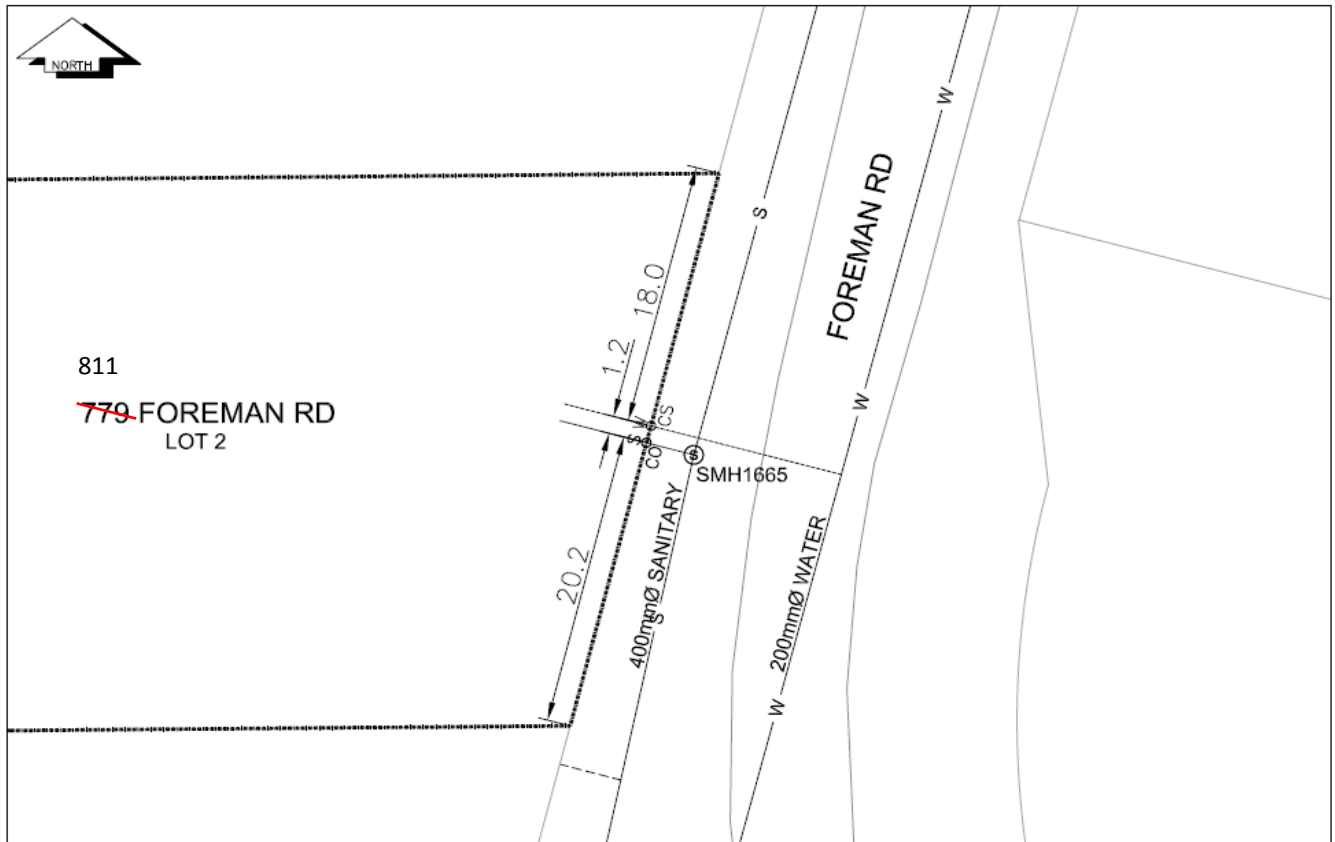 NORTH
W
FOREMAN RD
S
18.0
1.2
811
779 FOREMAN RD
LOT 2
W
CS
W
S
CO
S
SMH1665
400mmØ SANITARY
S
20.2
200mmØ WATER
W